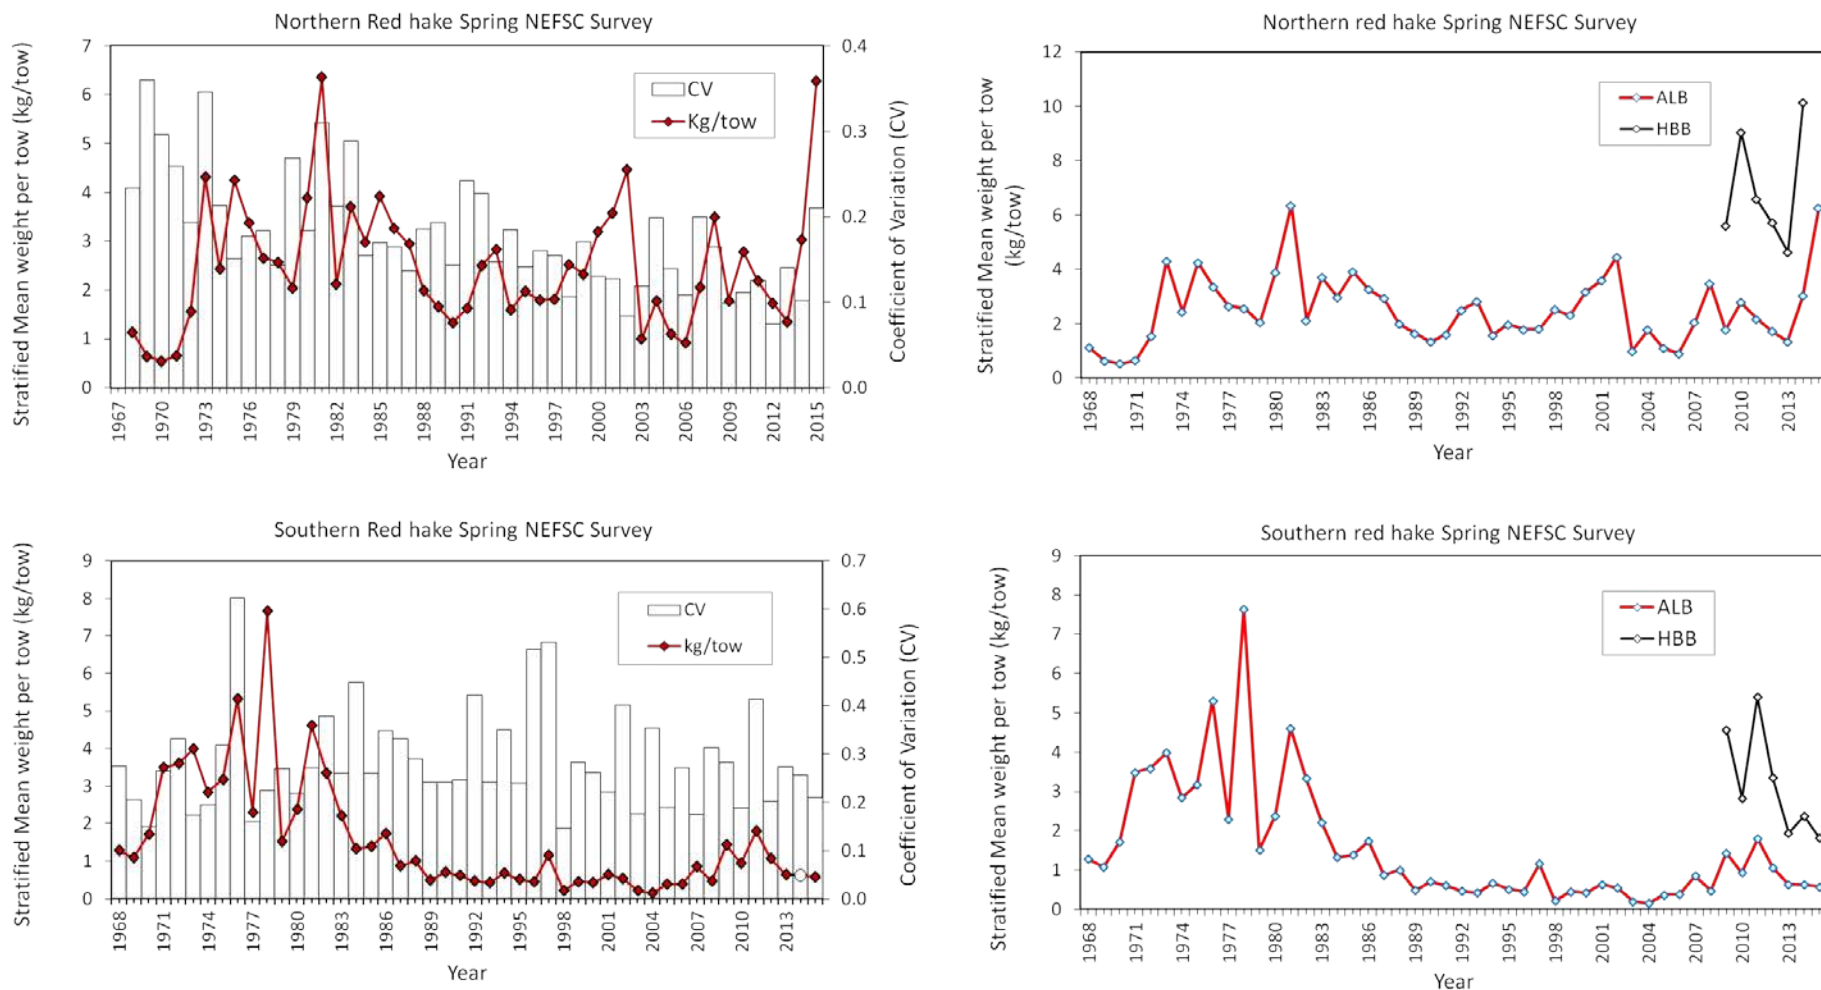 Northern Red hake Spring NEFSC Survey
Stratified Mean weight per tow (kg/tow)
7
6
5
4
3
2
1
0
0.4
0.3
0.2
0.1
0.0
Coefficient of Variation (CV)
CV
Kg/tow
1967 1970 1973 1976 1979 1982 1985 1988 1991 1994 1997 2000 2003 2006 2009 2012 2015
Year
Northern red hake Spring NEFSC Survey
Stratified Mean weight per tow
(kg/tow)
12
10
8
6
4
2
0
ALB
HBB
1968 1971 1974 1977 1980 1983 1986 1989 1992 1995 1998 2001 2004 2007 2010 2013
Year
Southern Red hake Spring NEFSC Survey
Stratified Mean weight per tow (kg/tow)
9
8
7
6
5
4
3
2
1
0
0.7
0.6
0.5
0.4
0.3
0.2
0.1
0.0
Coefficient of Variation (CV)
CV
kg/tow
1968 1971 1974 1977 1980 1983 1986 1989 1992 1995 1998 2001 2004 2007 2010 2013
Year
Southern red hake Spring NEFSC Survey
Stratified Mean weight per tow (kg/tow)
9
8
7
6
5
4
3
2
1
0
ALB
HBB
1968 1971 1974 1977 1980 1983 1986 1989 1992 1995 1998 2001 2004 2007 2010 2013
Year